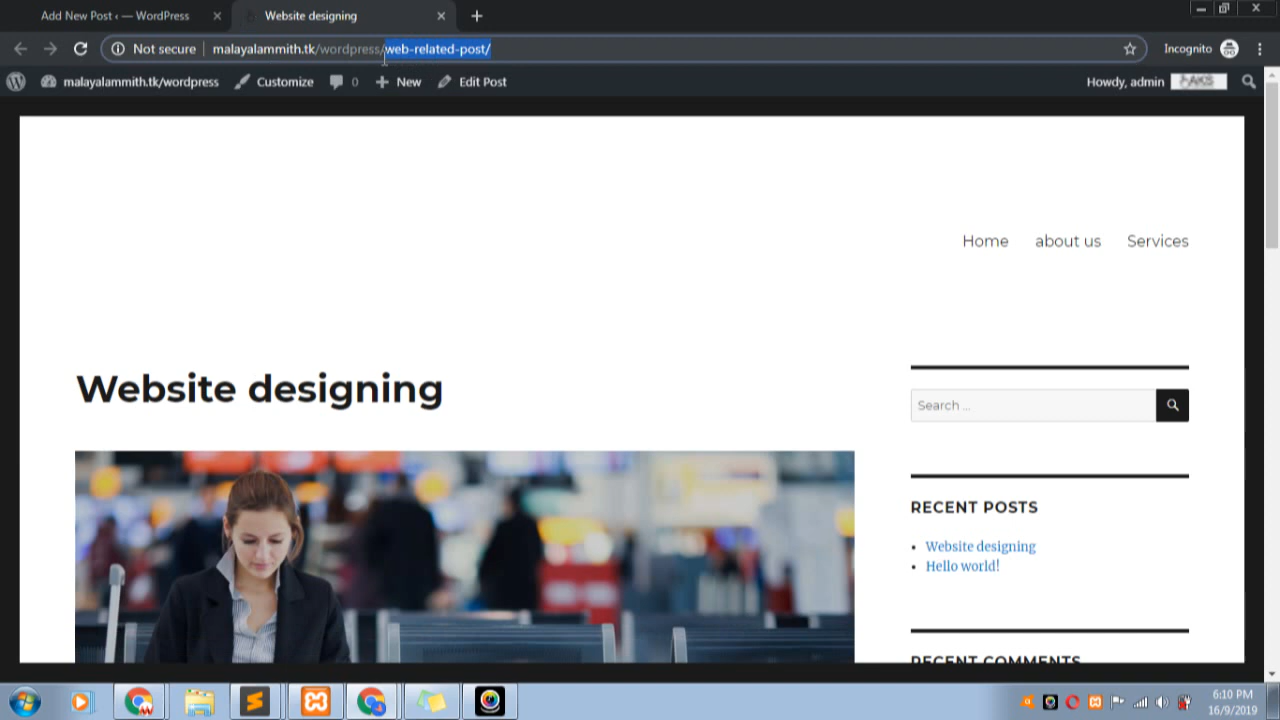 Add New Post ‹ — WordPress
Website designing
Not secure
malayalammith.tk/wordpress/web-related-post/
Incognito
malayalammith.tk/wordpress
Customize
0
New
Edit Post
Howdy, admin
Home
about us
Services
Website designing
Search ...
RECENT POSTS
Website designing
Hello world!
RECENT COMMENTS
6:10 PM
16/9/2019